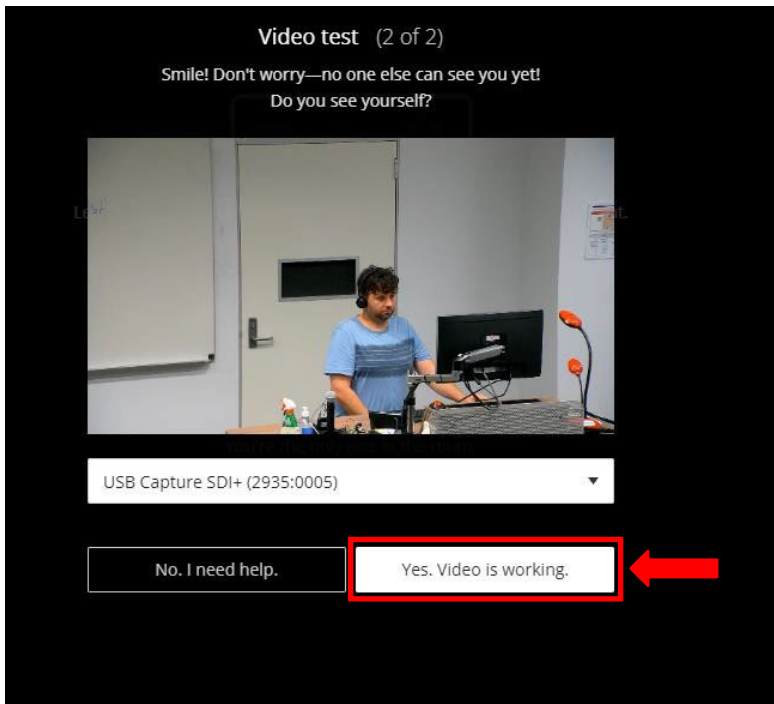 Video test (2 of 2)
Smile! Don't worry—no one else can see you yet!
Do you see yourself?
USB Capture SDI+ (2935:0005)
No. I need help.
Yes. Video is working.